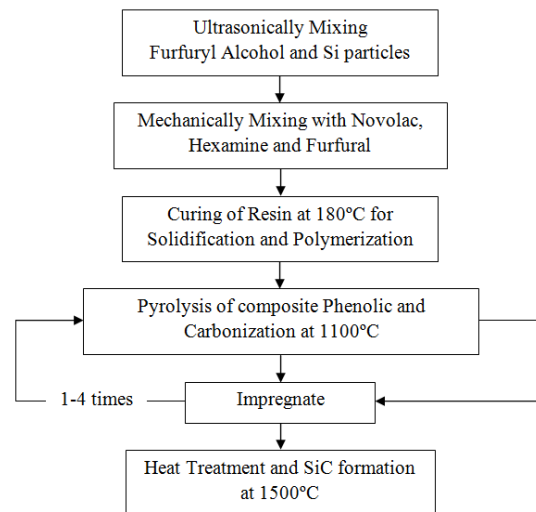 Ultrasonically Mixing
Furfuryl Alcohol and Si particles
Mechanically Mixing with Novolac,
Hexamine and Furfural
Curing of Resin at 180°C for
Solidification and Polymerization
Pyrolysis of composite Phenolic and
Carbonization at 1100°C
1-4 times
Impregnate
Heat Treatment and SiC formation
at 1500°C